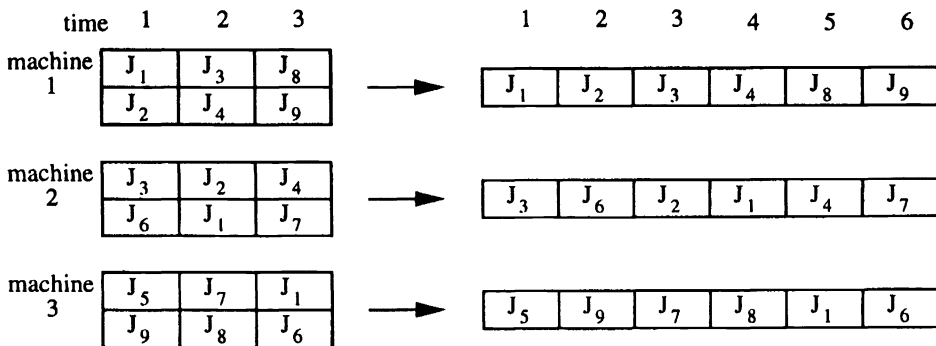 time 1 2 3 1 2 3 4 5 6
machine 1
J1 J3 J8
J2 J4 J9
J1 J2 J3 J4 J8 J9
machine 2
J3 J2 J4
J6 J1 J7
J3 J6 J2 J1 J4 J7
machine 3
J5 J7 J1
J9 J8 J6
J5 J9 J7 J8 J1 J6